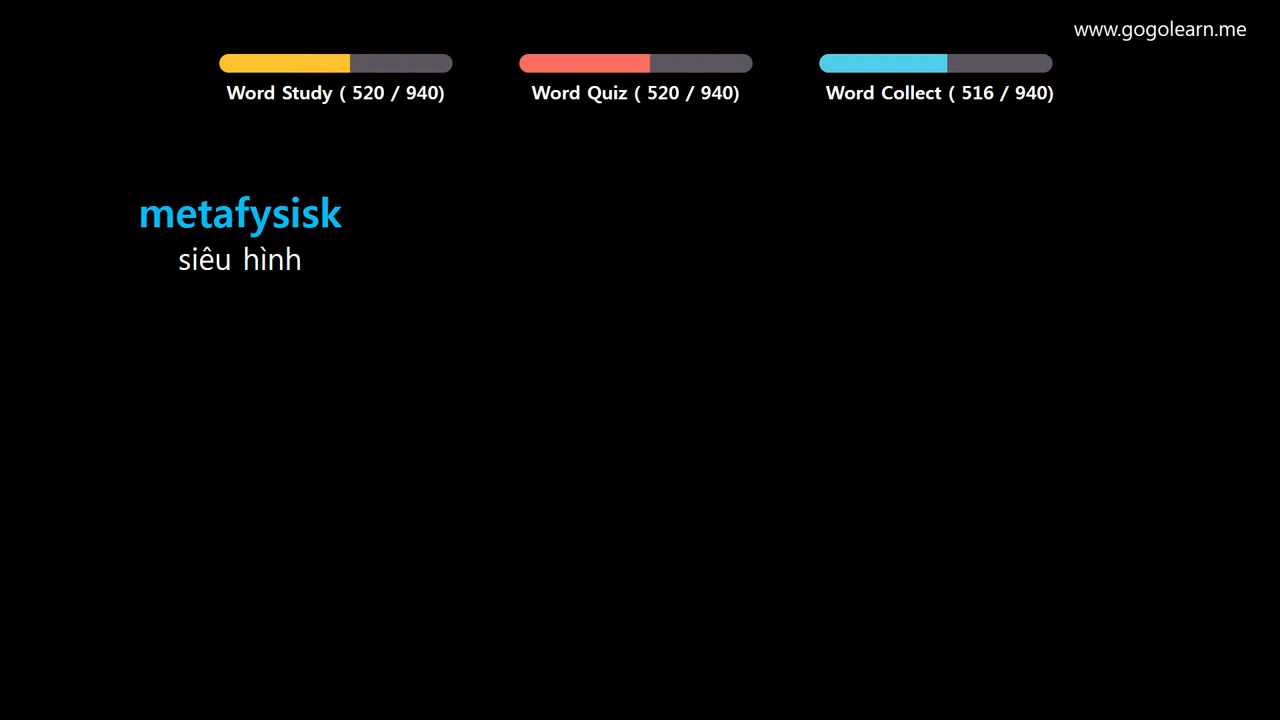 www.gogolearn.me
Word Study ( 520 / 940)
Word Quiz ( 520 / 940)
Word Collect ( 516 / 940)
metafysisk
siêu hình